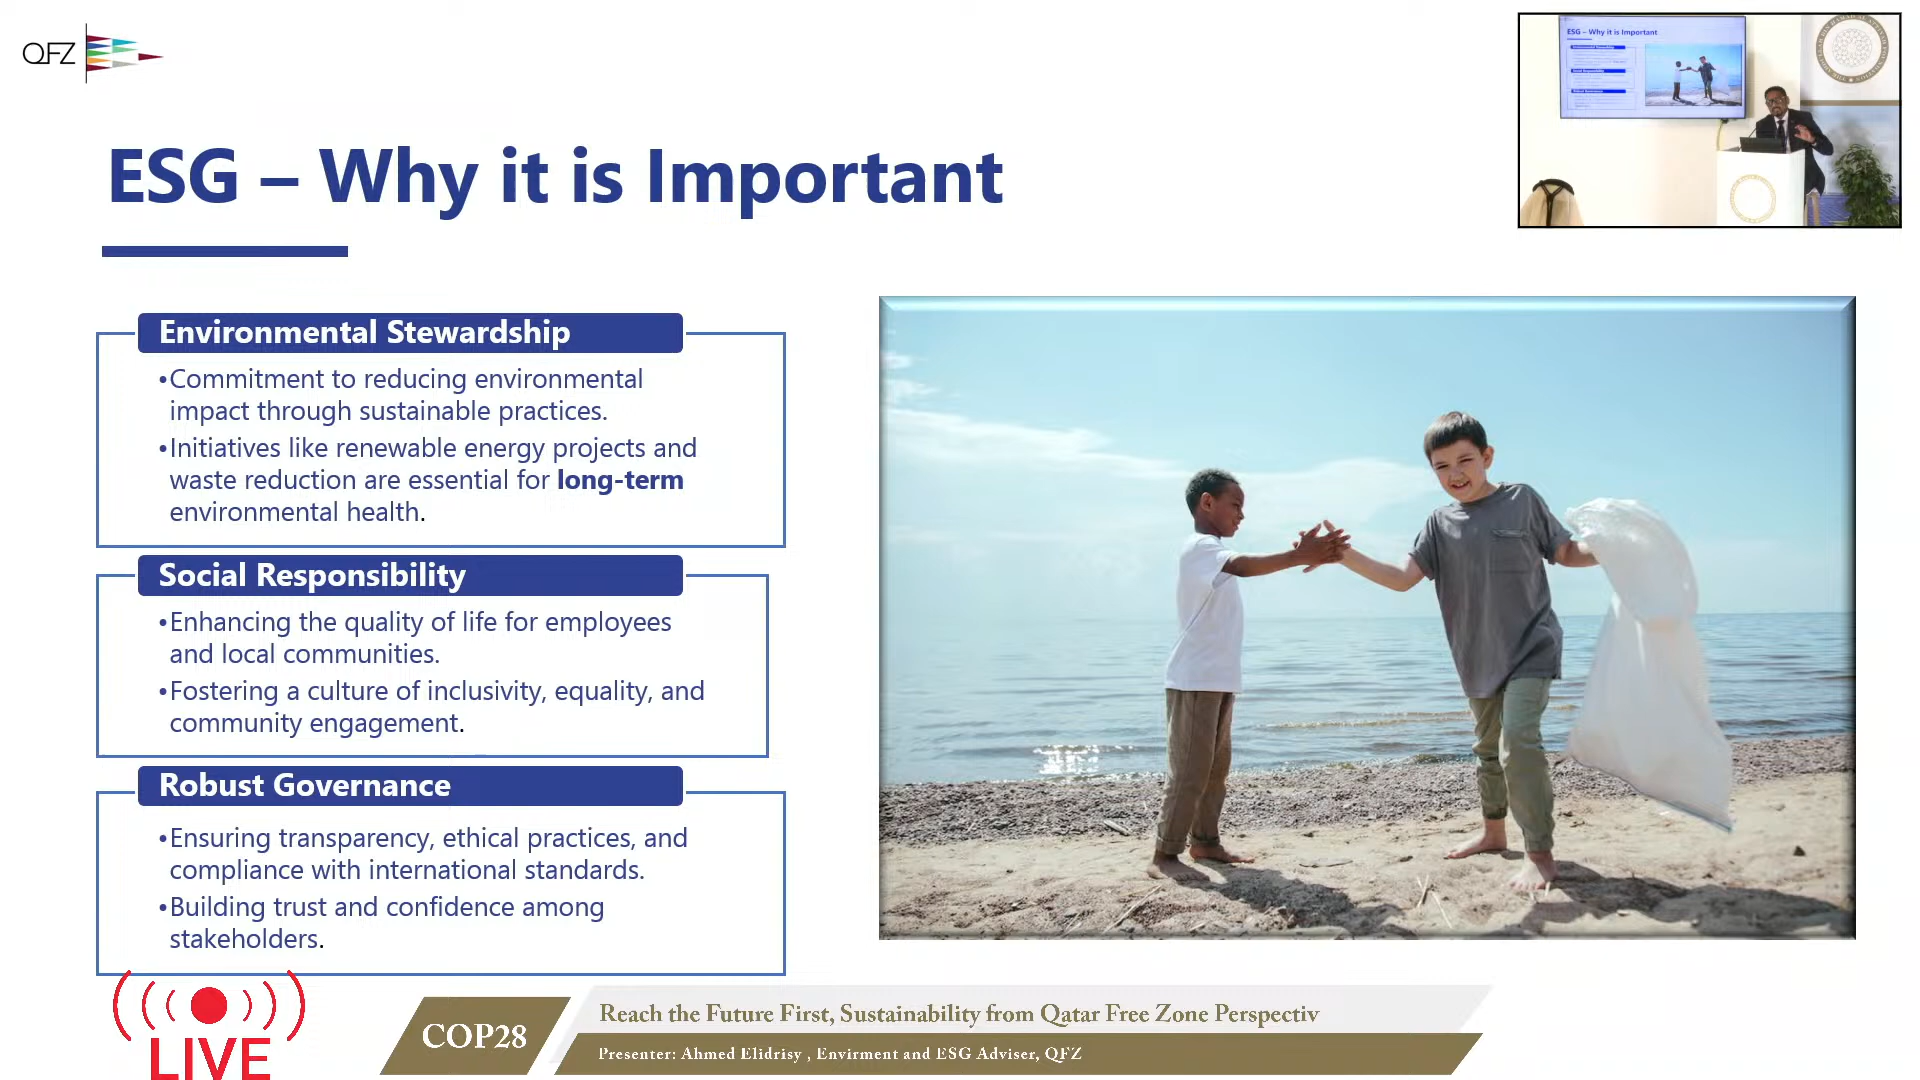 QFZ
ESG – Why it is Important
ESG – Why it is Important
Environmental Stewardship
•Commitment to reducing environmental
impact through sustainable practices.
•Initiatives like renewable energy projects and
waste reduction are essential for long-term
environmental health.
Social Responsibility
•Enhancing the quality of life for employees
and local communities.
•Fostering a culture of inclusivity, equality, and
community engagement.
Robust Governance
•Ensuring transparency, ethical practices, and
compliance with international standards.
•Building trust and confidence among
stakeholders.
LIVE
COP28
Reach the Future First, Sustainability from Qatar Free Zone Perspectiv
Presenter: Ahmed Elidrisy , Envirment and ESG Adviser, QFZ